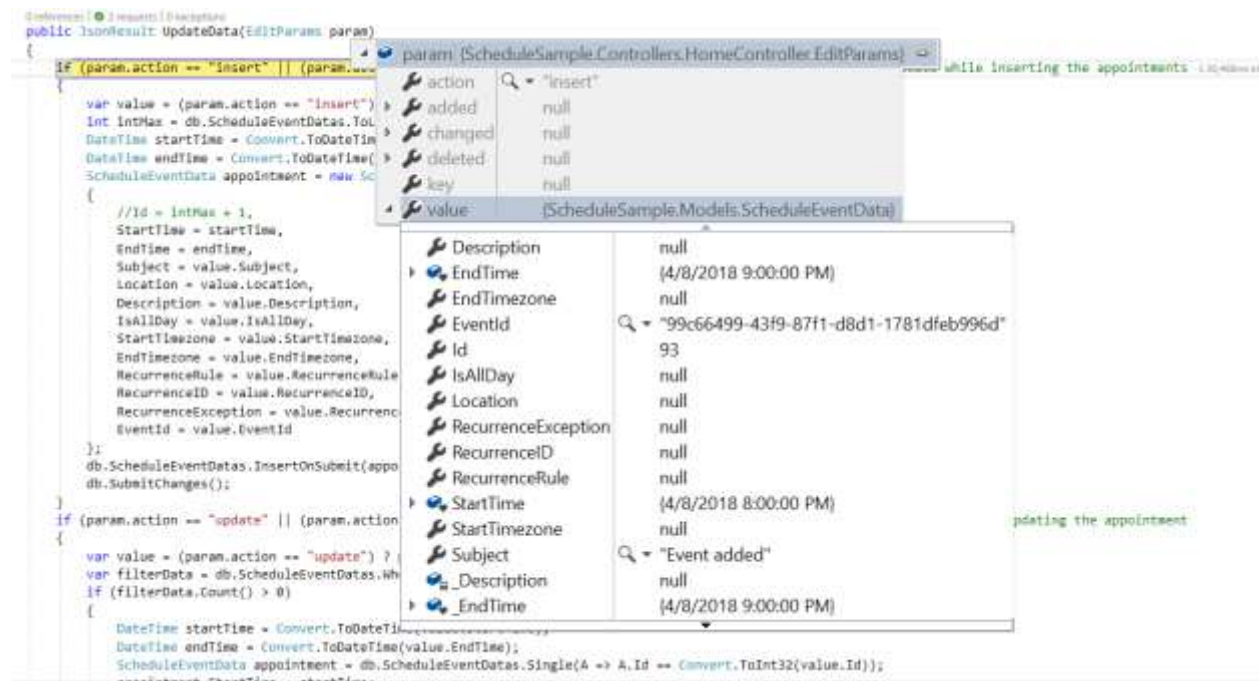 public JsonResult UpdateData(EditParams param)
{
param {ScheduleSample.Controllers.HomeController.EditParams}
if (param.action == "insert" || (param. while inserting the appointments
action "insert"
{
var value = (param.action == "insert")
added null
int intMax = db.ScheduleEventDatas.ToL
changed null
DateTime startTime = Convert.ToDateTim
deleted null
DateTime endTime = Convert.ToDateTime(
key null
ScheduleEventData appointment = new Sc
value {ScheduleSample.Models.ScheduleEventData}
{
//Id = intMax + 1,
StartTime = startTime,
Description null
EndTime = endTime,
EndTime {4/8/2018 9:00:00 PM}
Subject = value.Subject,
EndTimezone null
Location = value.Location,
EventId "99c66499-43f9-87f1-d8d1-1781dfeb996d"
Description = value.Description,
Id 93
IsAllDay = value.IsAllDay,
IsAllDay null
StartTimezone = value.StartTimezone,
Location null
EndTimezone = value.EndTimezone,
RecurrenceException null
RecurrenceRule = value.RecurrenceRule
RecurrenceID null
RecurrenceID = value.RecurrenceID,
RecurrenceRule null
RecurrenceException = value.Recurrenc
StartTime {4/8/2018 8:00:00 PM}
EventId = value.EventId
StartTimezone null
};
Subject "Event added"
db.ScheduleEventDatas.InsertOnSubmit(appo
_Description null
db.SubmitChanges();
_EndTime {4/8/2018 9:00:00 PM}
}
if (param.action == "update" || (param.action pdating the appointment
{
var value = (param.action == "update") ?
var filterData = db.ScheduleEventDatas.Whe
if (filterData.Count() > 0)
{
DateTime startTime = Convert.ToDateTi
DateTime endTime = Convert.ToDateTime(value.EndTime);
ScheduleEventData appointment = db.ScheduleEventDatas.Single(A => A.Id == Convert.ToInt32(value.Id));